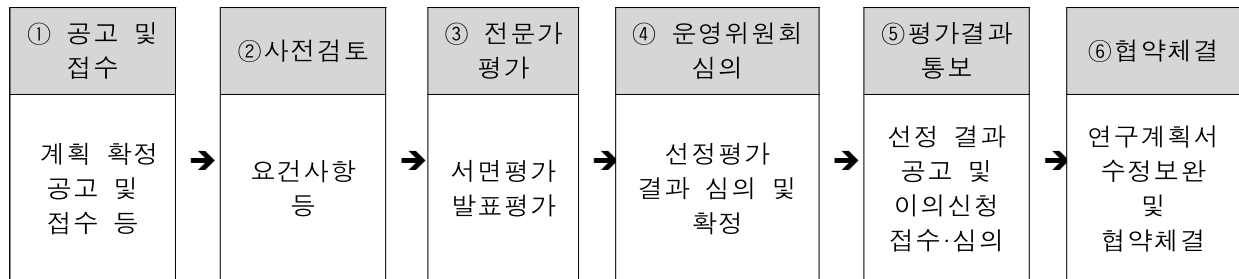 ① 공고 및
접수
계획 확정
공고 및
접수 등
➔
②사전검토
요건사항
등
➔
③ 전문가
평가
서면평가
발표평가
➔
④ 운영위원회
심의
선정평가
결과 심의 및
확정
➔
⑤평가결과
통보
선정 결과
공고 및
이의신청
접수·심의
➔
⑥협약체결
연구계획서
수정보완
및
협약체결